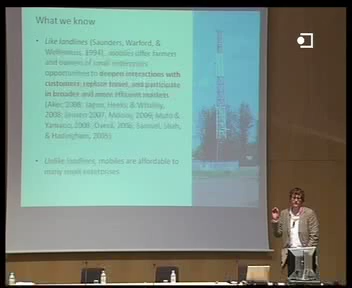 What we know
• Like landlines (Saunders, Warford, &
Wellenieus, 1994), mobiles offer farmers
and owners of small enterprises
opportunities to deepen interactions with
customers, replace travel, and participate
in broader and more efficient markets
(Aker, 2008; Jagun, Heeks, & Whalley,
2008; Jensen 2007; Molony, 2006; Muto &
Yamano, 2008; Overå, 2006; Samuel, Shah,
& Hadingham, 2005).
• Unlike landlines, mobiles are affordable to
many small enterprises